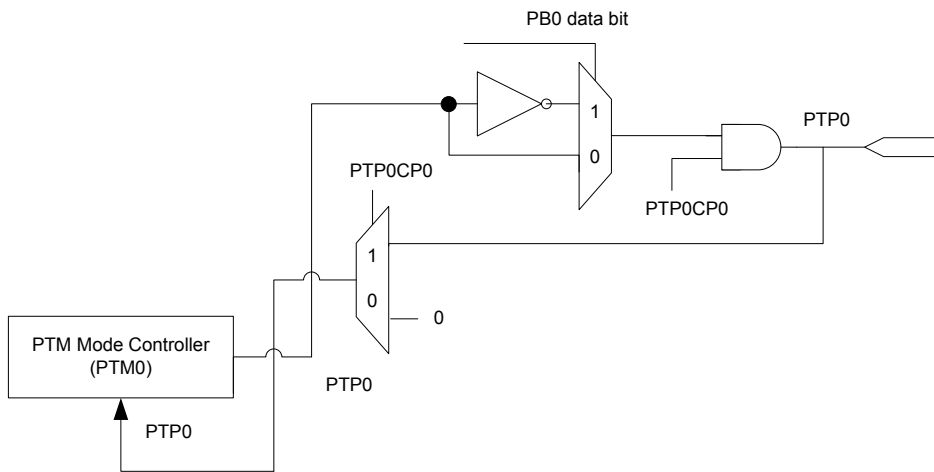 PB0 data bit
1
0
PTP0
PTP0CP0
PTP0CP0
1
0
0
PTM Mode Controller
(PTM0)
PTP0
PTP0